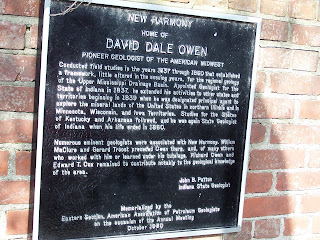 NEW HARMONY
HOME OF
DAVID DALE OWEN
PIONEER GEOLOGIST OF THE AMERICAN MIDWEST
Conducted field studies in the years 1837 through 1860 that established
a framework, little altered in the ensuing years, for the regional geology
of the Upper Mississippi Drainage Basin. Appointed Geologist for the
State of Indiana in 1837, he extended his activities to other states and
territories beginning in 1839 when he was designated principal agent to
explore the mineral lands of the United States in northern Illinois and in
Minnesota, Wisconsin, and Iowa Territories. Studies for the States
of Kentucky and Arkansas followed, and he was again State Geologist
of Indiana when his life ended in 1860.
Numerous eminent geologists were associated with New Harmony. William
Maclure and Gerard Troost preceded Owen there, and, of many others
who worked with him or learned under his tutelage, Richard Owen and
Edward T. Cox remained to contribute notably to the geological knowledge
of the area.
John B. Patton
Indiana State Geologist
Memorialized by the
Eastern Section, American Association of Petroleum Geologists
on the occasion of the Annual Meeting
October 1980